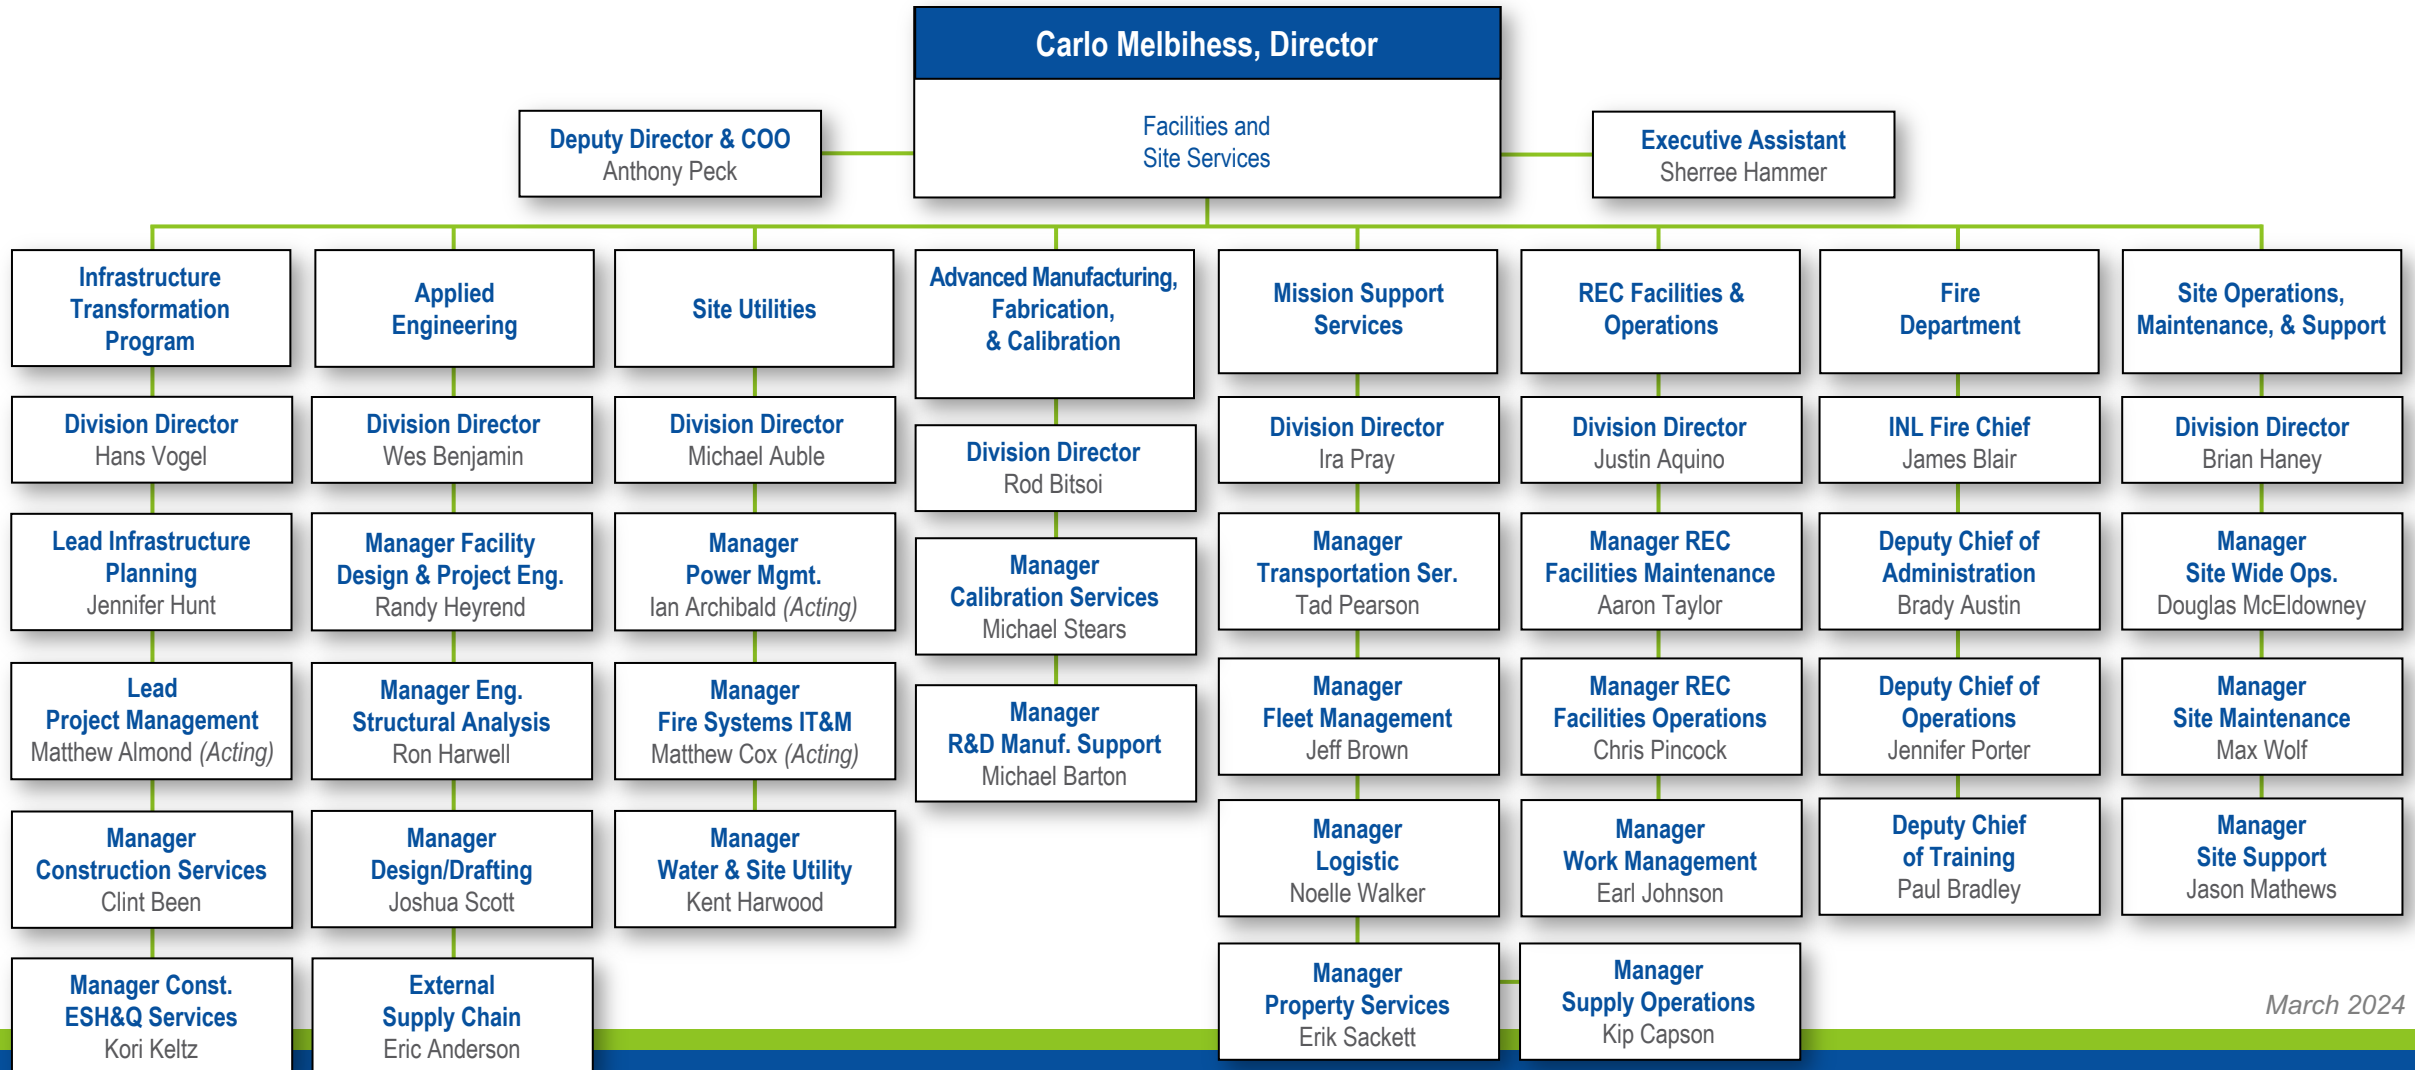 Carlo Melbihess, Director
Facilities and
Site Services
Deputy Director & COO
Anthony Peck
Executive Assistant
Sherree Hammer
Infrastructure
Transformation
Program
Division Director
Hans Vogel
Lead Infrastructure
Planning
Jennifer Hunt
Lead
Project Management
Matthew Almond (Acting)
Manager
Construction Services
Clint Been
Manager Const.
ESH&Q Services
Kori Keltz
Applied
Engineering
Division Director
Wes Benjamin
Manager Facility
Design & Project Eng.
Randy Heyrend
Manager Eng.
Structural Analysis
Ron Harwell
Manager
Design/Drafting
Joshua Scott
External
Supply Chain
Eric Anderson
Site Utilities
Division Director
Michael Auble
Manager
Power Mgmt.
Ian Archibald (Acting)
Manager
Fire Systems IT&M
Matthew Cox (Acting)
Manager
Water & Site Utility
Kent Harwood
Advanced Manufacturing,
Fabrication,
& Calibration
Division Director
Rod Bitsoi
Manager
Calibration Services
Michael Stears
Manager
R&D Manuf. Support
Michael Barton
Mission Support
Services
Division Director
Ira Pray
Manager
Transportation Ser.
Tad Pearson
Manager
Fleet Management
Jeff Brown
Manager
Logistic
Noelle Walker
Manager
Property Services
Erik Sackett
Manager
Supply Operations
Kip Capson
REC Facilities &
Operations
Division Director
Justin Aquino
Manager REC
Facilities Maintenance
Aaron Taylor
Manager REC
Facilities Operations
Chris Pincock
Manager
Work Management
Earl Johnson
Fire
Department
INL Fire Chief
James Blair
Deputy Chief of
Administration
Brady Austin
Deputy Chief of
Operations
Jennifer Porter
Deputy Chief
of Training
Paul Bradley
Site Operations,
Maintenance, & Support
Division Director
Brian Haney
Manager
Site Wide Ops.
Douglas McEldowney
Manager
Site Maintenance
Max Wolf
Manager
Site Support
Jason Mathews
March 2024